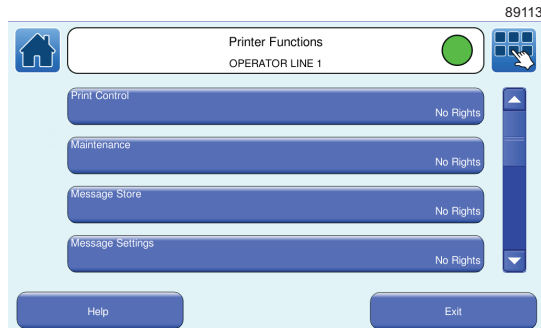 89113
Printer Functions
OPERATOR LINE 1
Print Control
No Rights
Maintenance
No Rights
Message Store
No Rights
Message Settings
No Rights
Help
Exit